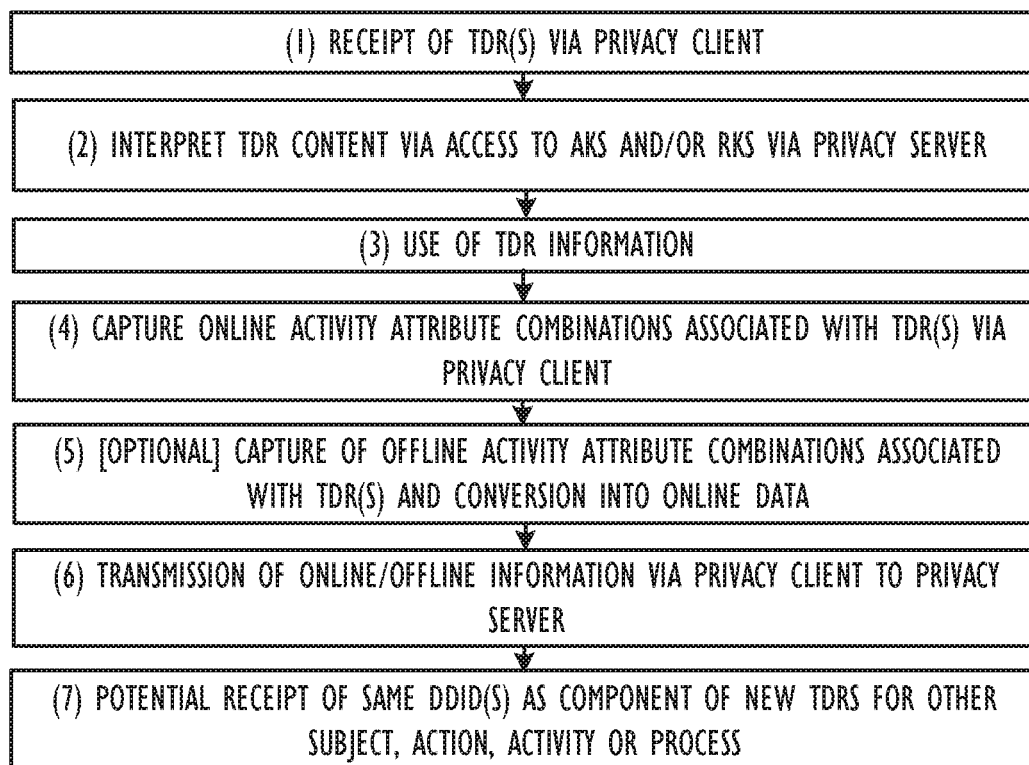 (1) RECEIPT OF TDR(S) VIA PRIVACY CLIENT
(2) INTERPRET TDR CONTENT VIA ACCESS TO AKS AND/OR RKS VIA PRIVACY SERVER
(3) USE OF TDR INFORMATION
(4) CAPTURE ONLINE ACTIVITY ATTRIBUTE COMBINATIONS ASSOCIATED WITH TDR(S) VIA
PRIVACY CLIENT
(5) [OPTIONAL] CAPTURE OF OFFLINE ACTIVITY ATTRIBUTE COMBINATIONS ASSOCIATED
WITH TDR(S) AND CONVERSION INTO ONLINE DATA
(6) TRANSMISSION OF ONLINE/OFFLINE INFORMATION VIA PRIVACY CLIENT TO PRIVACY
SERVER
(7) POTENTIAL RECEIPT OF SAME DDID(S) AS COMPONENT OF NEW TDRS FOR OTHER
SUBJECT, ACTION, ACTIVITY OR PROCESS